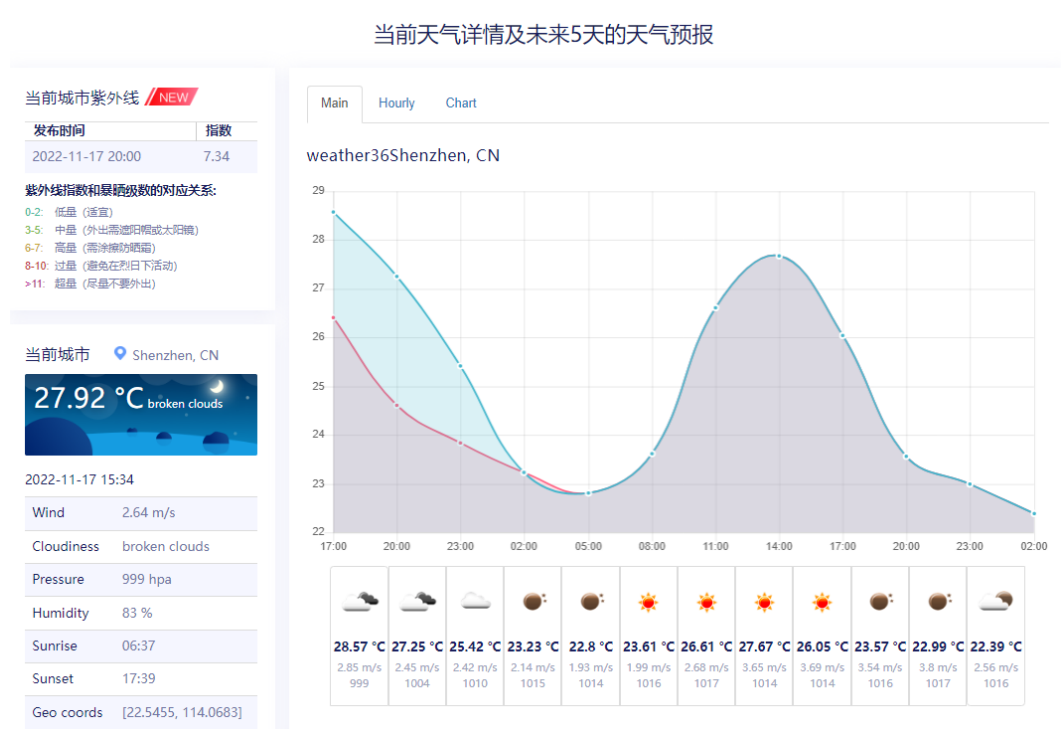 当前天气详情及未来5天的天气预报
当前城市紫外线 NEW
发布时间 指数
2022-11-17 20:00 7.34
紫外线指数和暴晒级数的对应关系:
0-2: 低量 (适宜)
3-5: 中量 (外出需遮阳帽或太阳镜)
6-7: 高量 (需涂擦防晒霜)
8-10: 过量 (避免在烈日下活动)
>11: 超量 (尽量不要外出)
当前城市 Shenzhen, CN
27.92 °C broken clouds
2022-11-17 15:34
Wind 2.64 m/s
Cloudiness broken clouds
Pressure 999 hpa
Humidity 83 %
Sunrise 06:37
Sunset 17:39
Geo coords [22.5455, 114.0683]
Main Hourly Chart
weather36Shenzhen, CN
29
28
27
26
25
24
23
22
17:00 20:00 23:00 02:00 05:00 08:00 11:00 14:00 17:00 20:00 23:00 02:00
28.57 °C 27.25 °C 25.42 °C 23.23 °C 22.8 °C 23.61 °C 26.61 °C 27.67 °C 26.05 °C 23.57 °C 22.99 °C 22.39 °C
2.85 m/s 2.45 m/s 2.42 m/s 2.14 m/s 1.93 m/s 1.99 m/s 2.68 m/s 3.65 m/s 3.69 m/s 3.54 m/s 3.8 m/s 2.56 m/s
999 1004 1010 1015 1014 1016 1017 1014 1014 1016 1017 1016